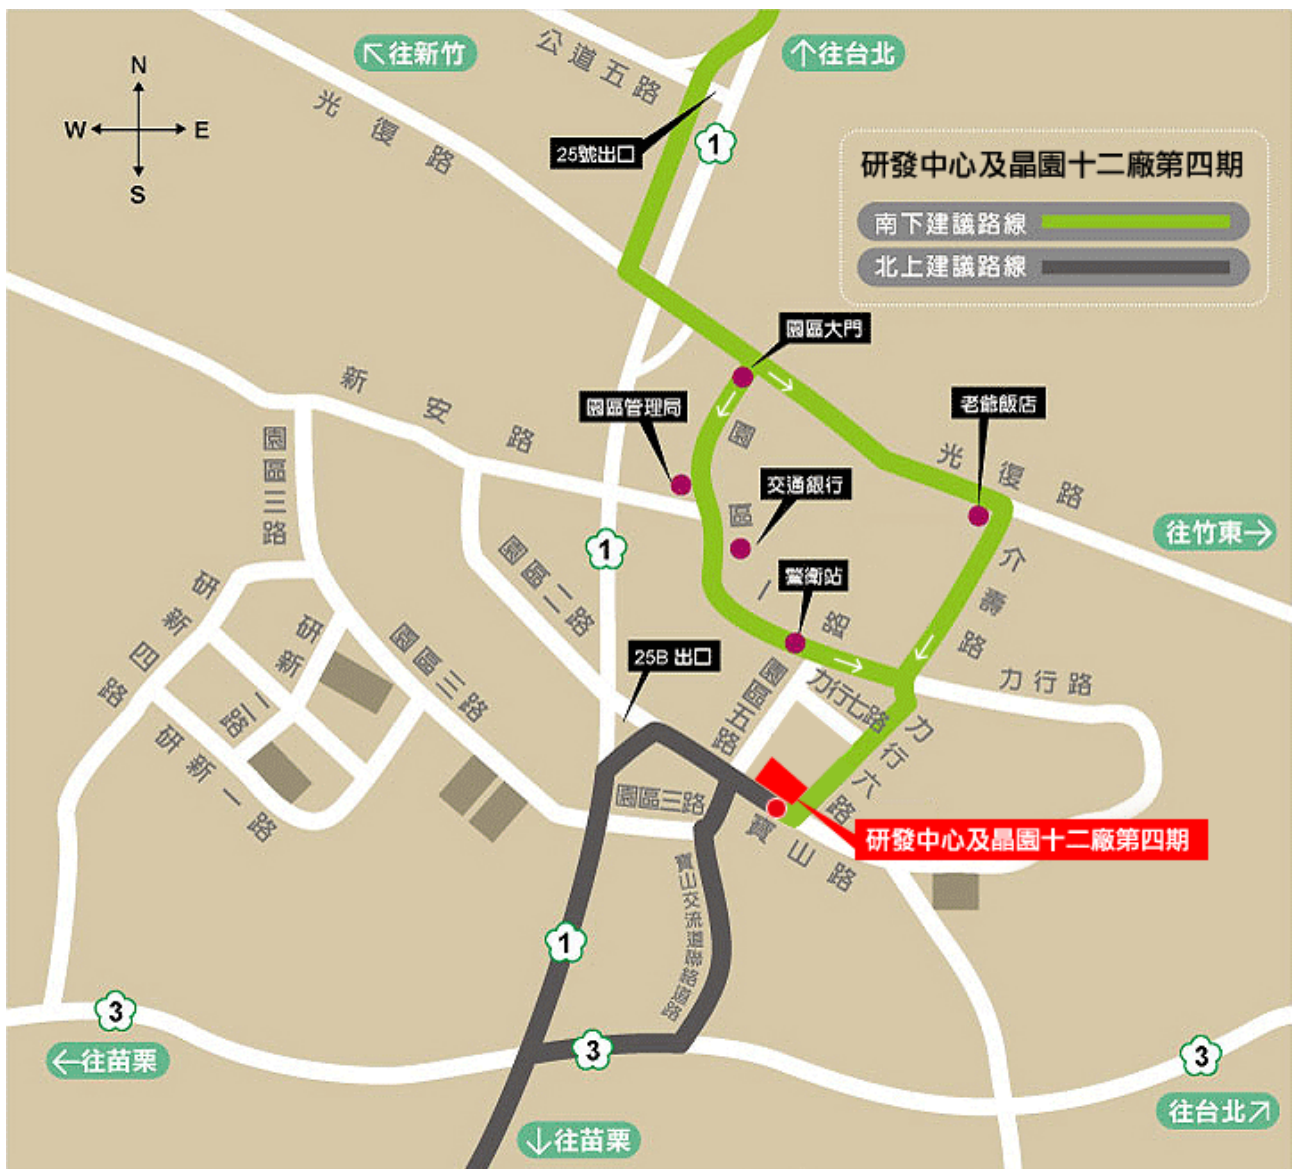 往新竹
公道五路
往台北
N
W E
S
光復路
25號出口
1
研發中心及晶園十二廠第四期
南下建議路線
北上建議路線
園區大門
新安路
園區管理局
老爺飯店
園區三路
園區一路
光復路
交通銀行
往竹東
1
園區二路
警衛站
介壽路
研新四路
研新二路
25B 出口
園區三路
園區五路
力行七路
力行路
力行六路
研新一路
園區三路
寶山路
研發中心及晶園十二廠第四期
寶山交流道聯絡道路
1
3
3
3
往苗栗
往台北
往苗栗